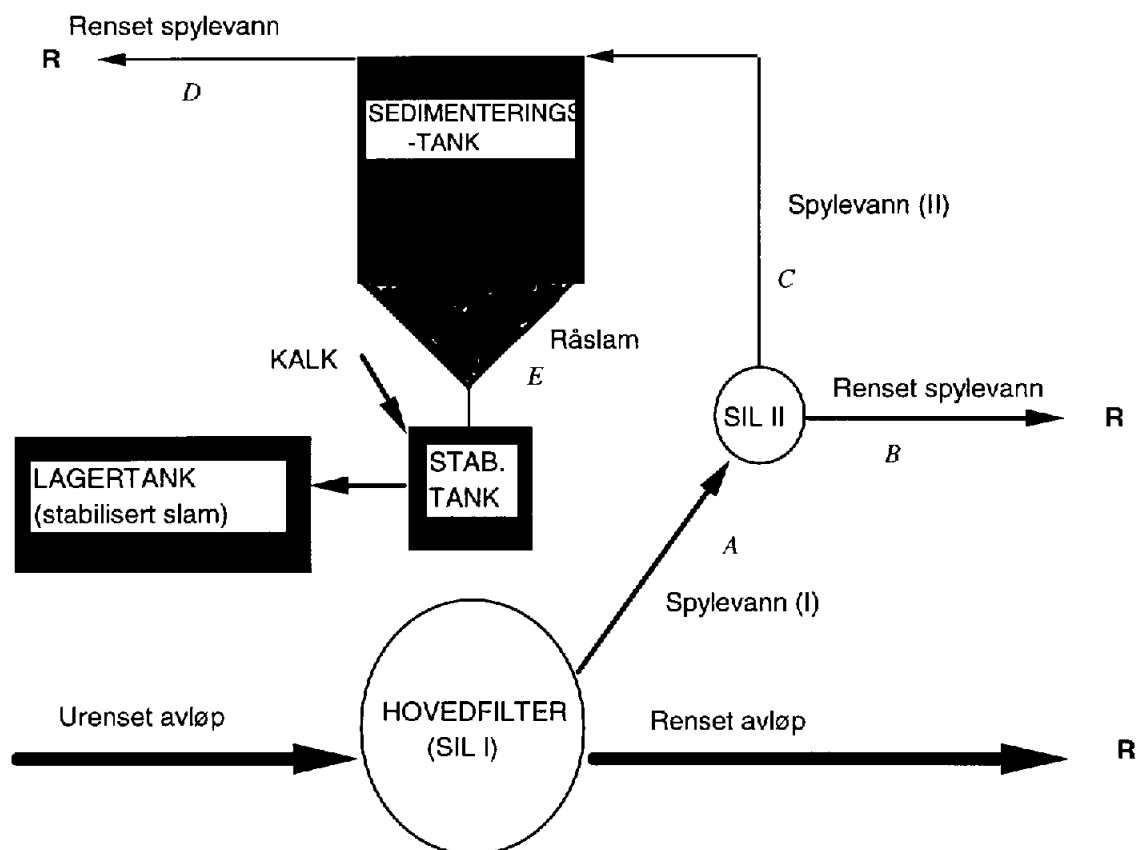 Renset spylevann
R
D
SEDIMENTERINGS
-TANK
Spylevann (II)
C
Råslam
E
KALK
Renset spylevann
SIL II
R
B
STAB.
TANK
LAGERTANK
(stabilisert slam)
A
Spylevann (I)
Urenset avløp
HOVEDFILTER
(SIL I)
Renset avløp
R